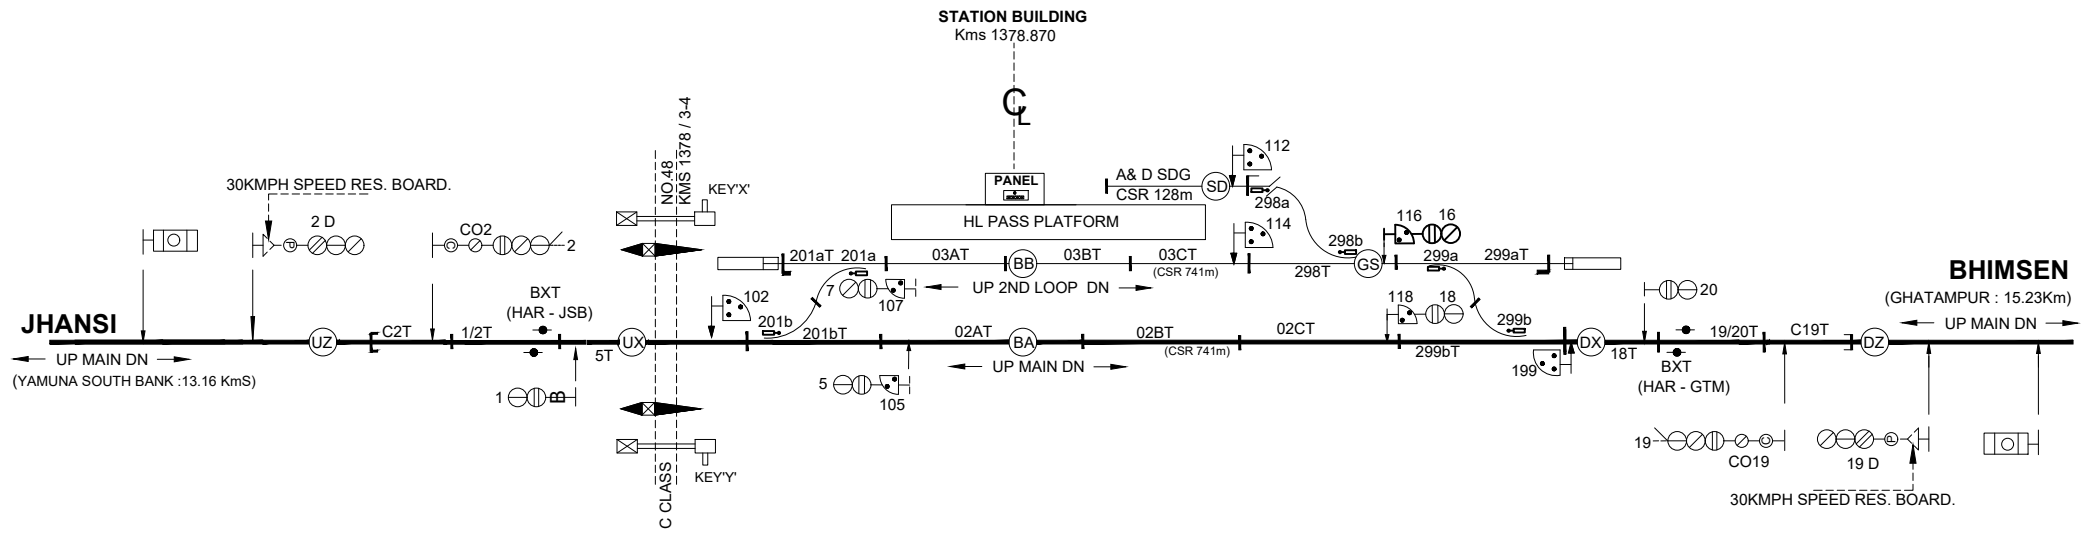 STATION BUILDING
Kms 1378.870
CL
NO.48
KMS 1378 / 3-4
30KMPH SPEED RES. BOARD.
KEY'X'
PANEL
A& D SDG
CSR 128m
SD
112
298a
HL PASS PLATFORM
2 D
P
CO2
C
2
114
116 16
298b
201aT 201a
03AT
BB
03BT
03CT
(CSR 741m)
298T
GS
299a
299aT
BHIMSEN
(GHATAMPUR : 15.23Km)
UP MAIN DN
7
107
UP 2ND LOOP DN
102
118 18
20
BXT
(HAR - JSB)
JHANSI
UP MAIN DN
(YAMUNA SOUTH BANK :13.16 KmS)
UZ
C2T
1/2T
5T
UX
201b
201bT
02AT
BA
02BT
(CSR 741m)
02CT
299b
299bT
DX
18T
19/20T
C19T
DZ
UP MAIN DN
BXT
(HAR - GTM)
199
1
B
5
105
KEY'Y'
C CLASS
19
C
CO19
P
19 D
30KMPH SPEED RES. BOARD.